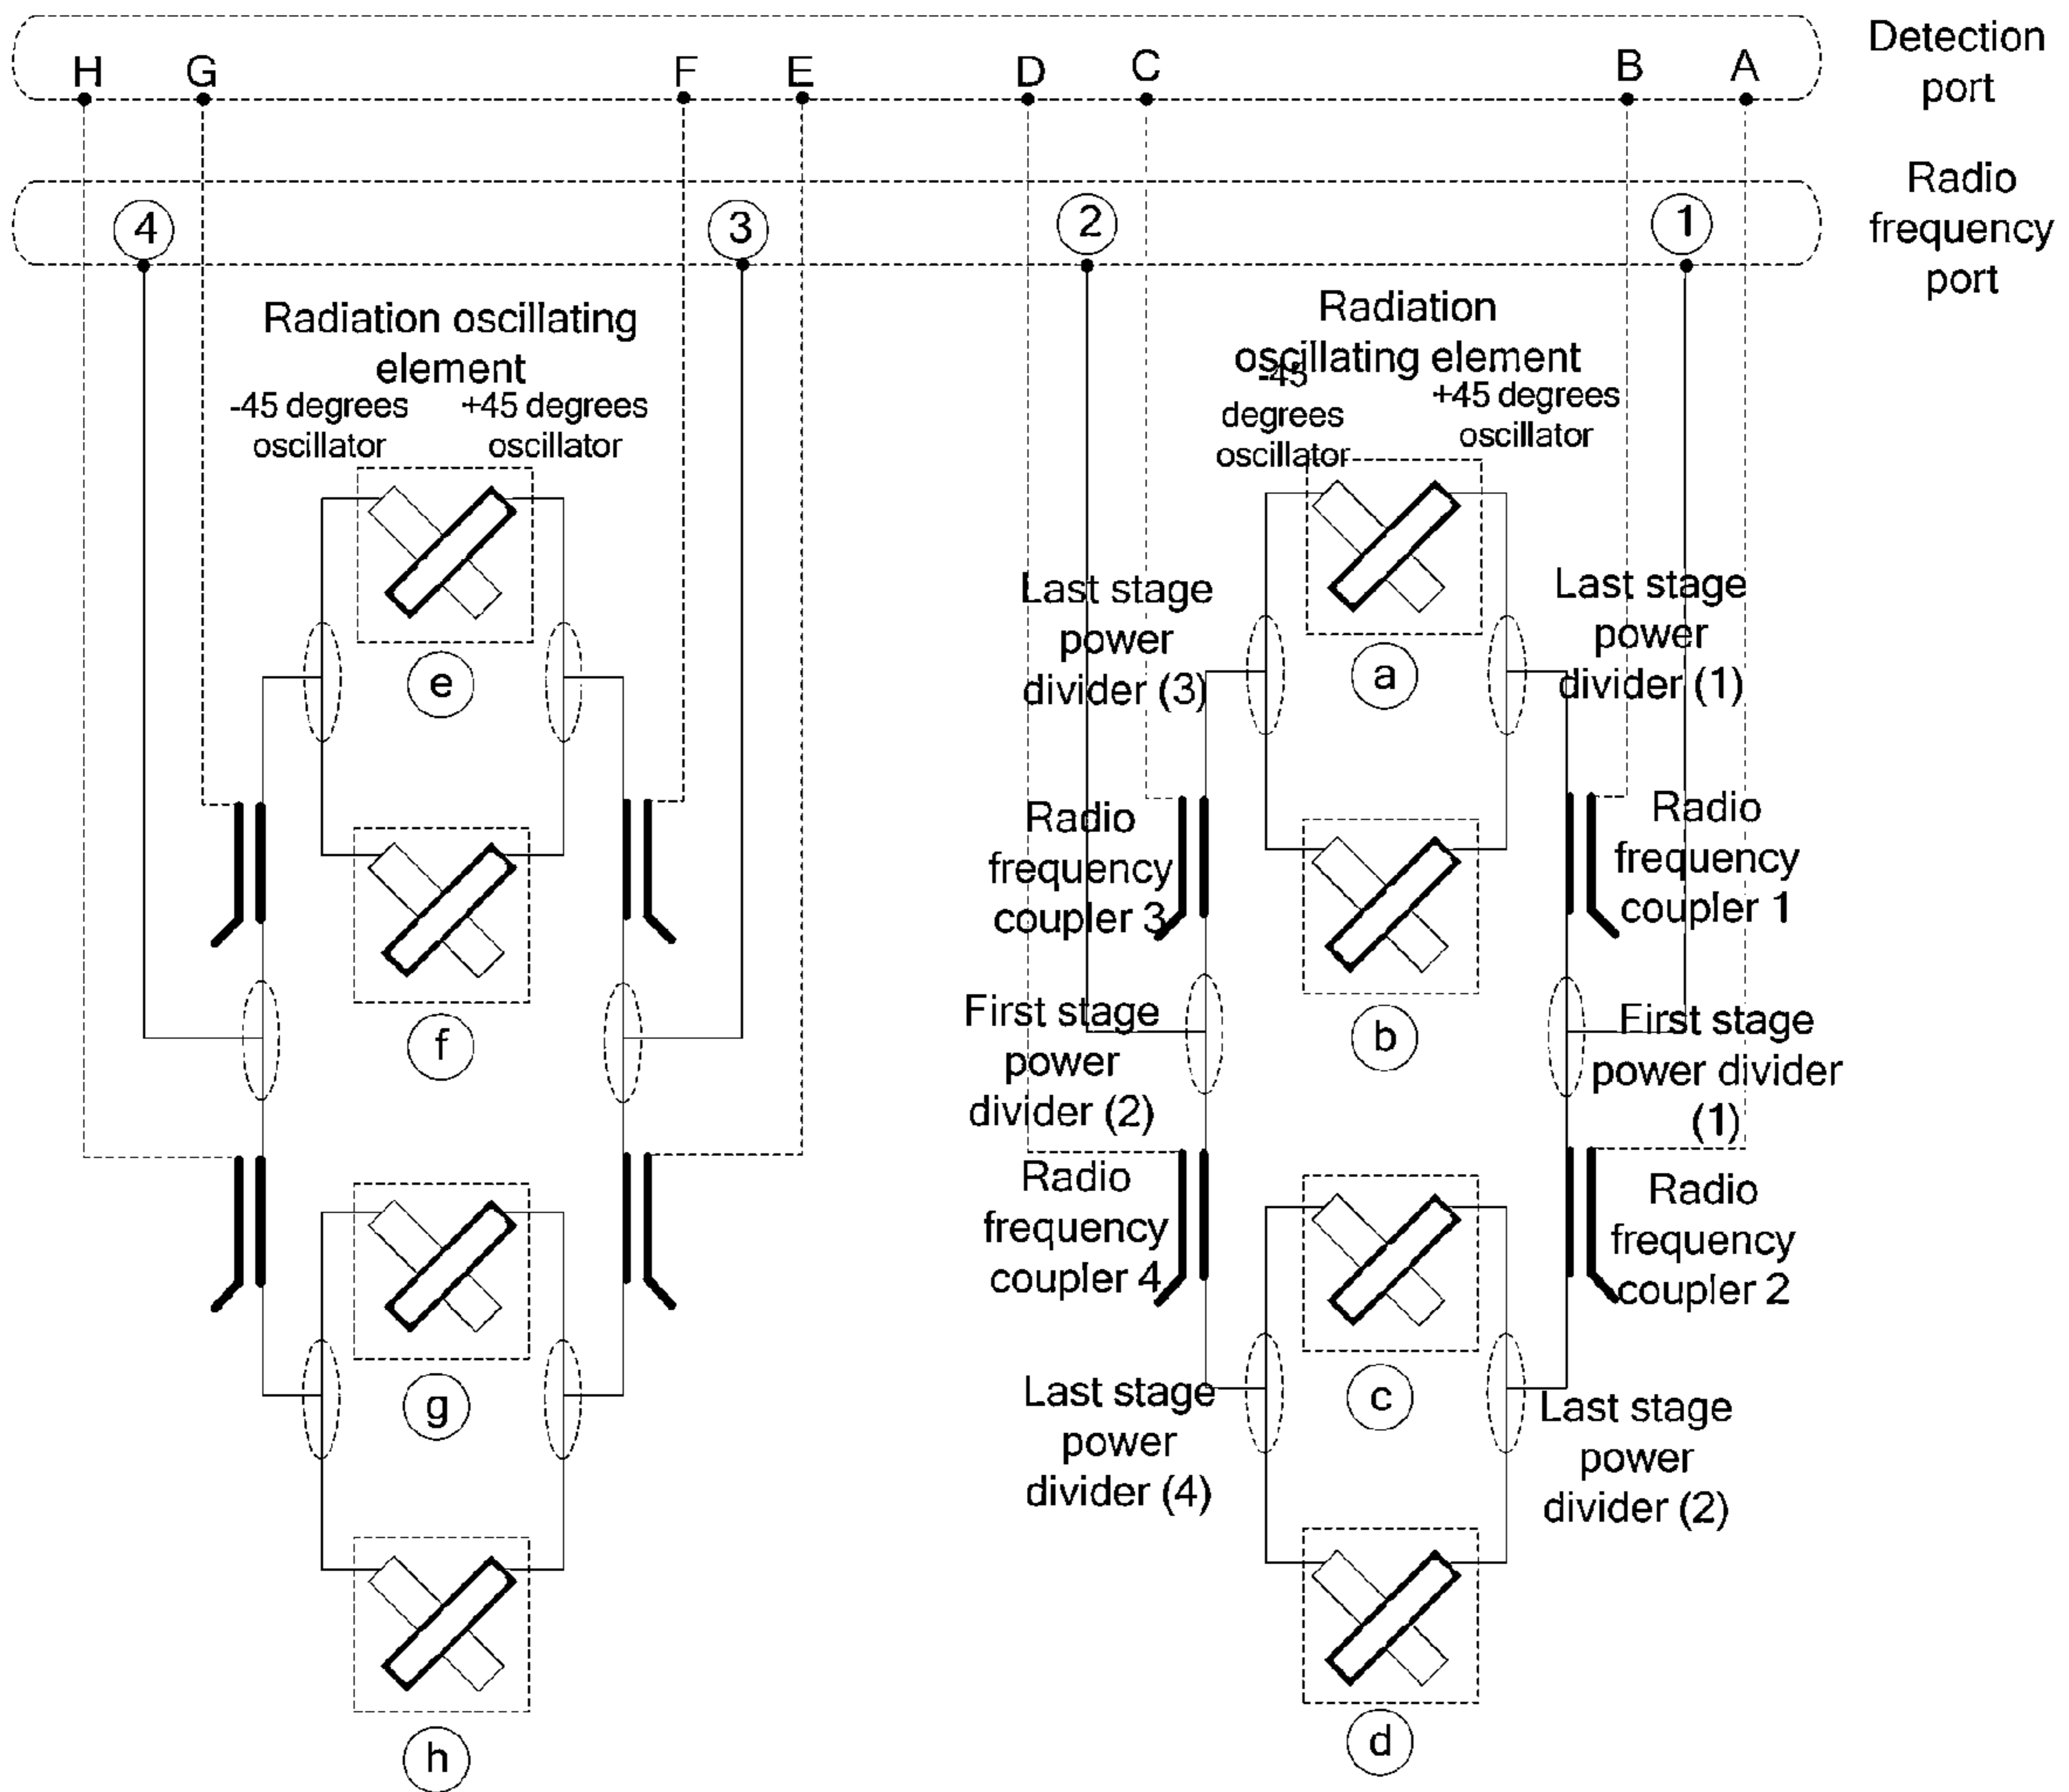 Detection
port
H G F E D C B A
Radio
frequency
port
4 3 2 1
Radiation oscillating
element
-45 degrees
oscillator
+45 degrees
oscillator
Radiation
oscillating element
-45
degrees
oscillator
+45 degrees
oscillator
Last stage
power
divider (3)
Last stage
power
divider (1)
e
a
Radio
frequency
coupler 3
Radio
frequency
coupler 1
First stage
power
divider (2)
First stage
power divider
(1)
f
b
Radio
frequency
coupler 4
Radio
frequency
coupler 2
Last stage
power
divider (4)
Last stage
power
divider (2)
g
c
h
d